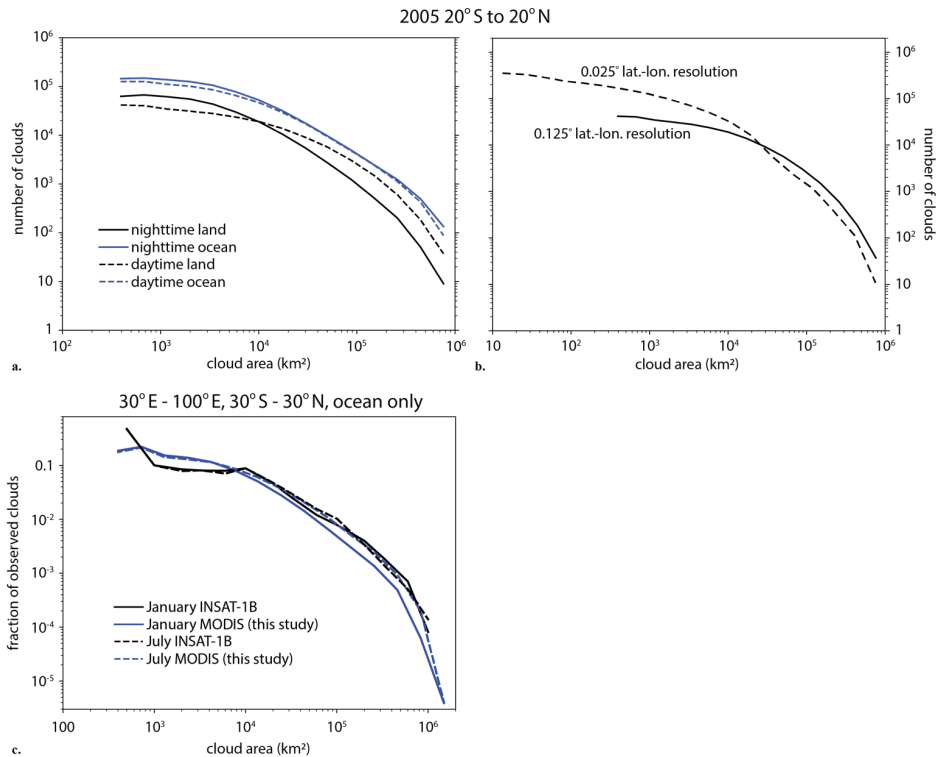 2005 20° S to 20° N
10⁶
10⁵
10⁴
10³
10²
10
1
number of clouds
nighttime land
nighttime ocean
daytime land
daytime ocean
10² 10³ 10⁴ 10⁵ 10⁶
cloud area (km²)
a.
0.025° lat.-lon. resolution
0.125° lat.-lon. resolution
10⁶
10⁵
10⁴
10³
10²
10
1
number of clouds
10 10² 10³ 10⁴ 10⁵ 10⁶
cloud area (km²)
b.
30° E - 100° E, 30° S - 30° N, ocean only
0.1
10⁻²
10⁻³
10⁻⁴
10⁻⁵
fraction of observed clouds
January INSAT-1B
January MODIS (this study)
July INSAT-1B
July MODIS (this study)
100 10³ 10⁴ 10⁵ 10⁶
cloud area (km²)
c.